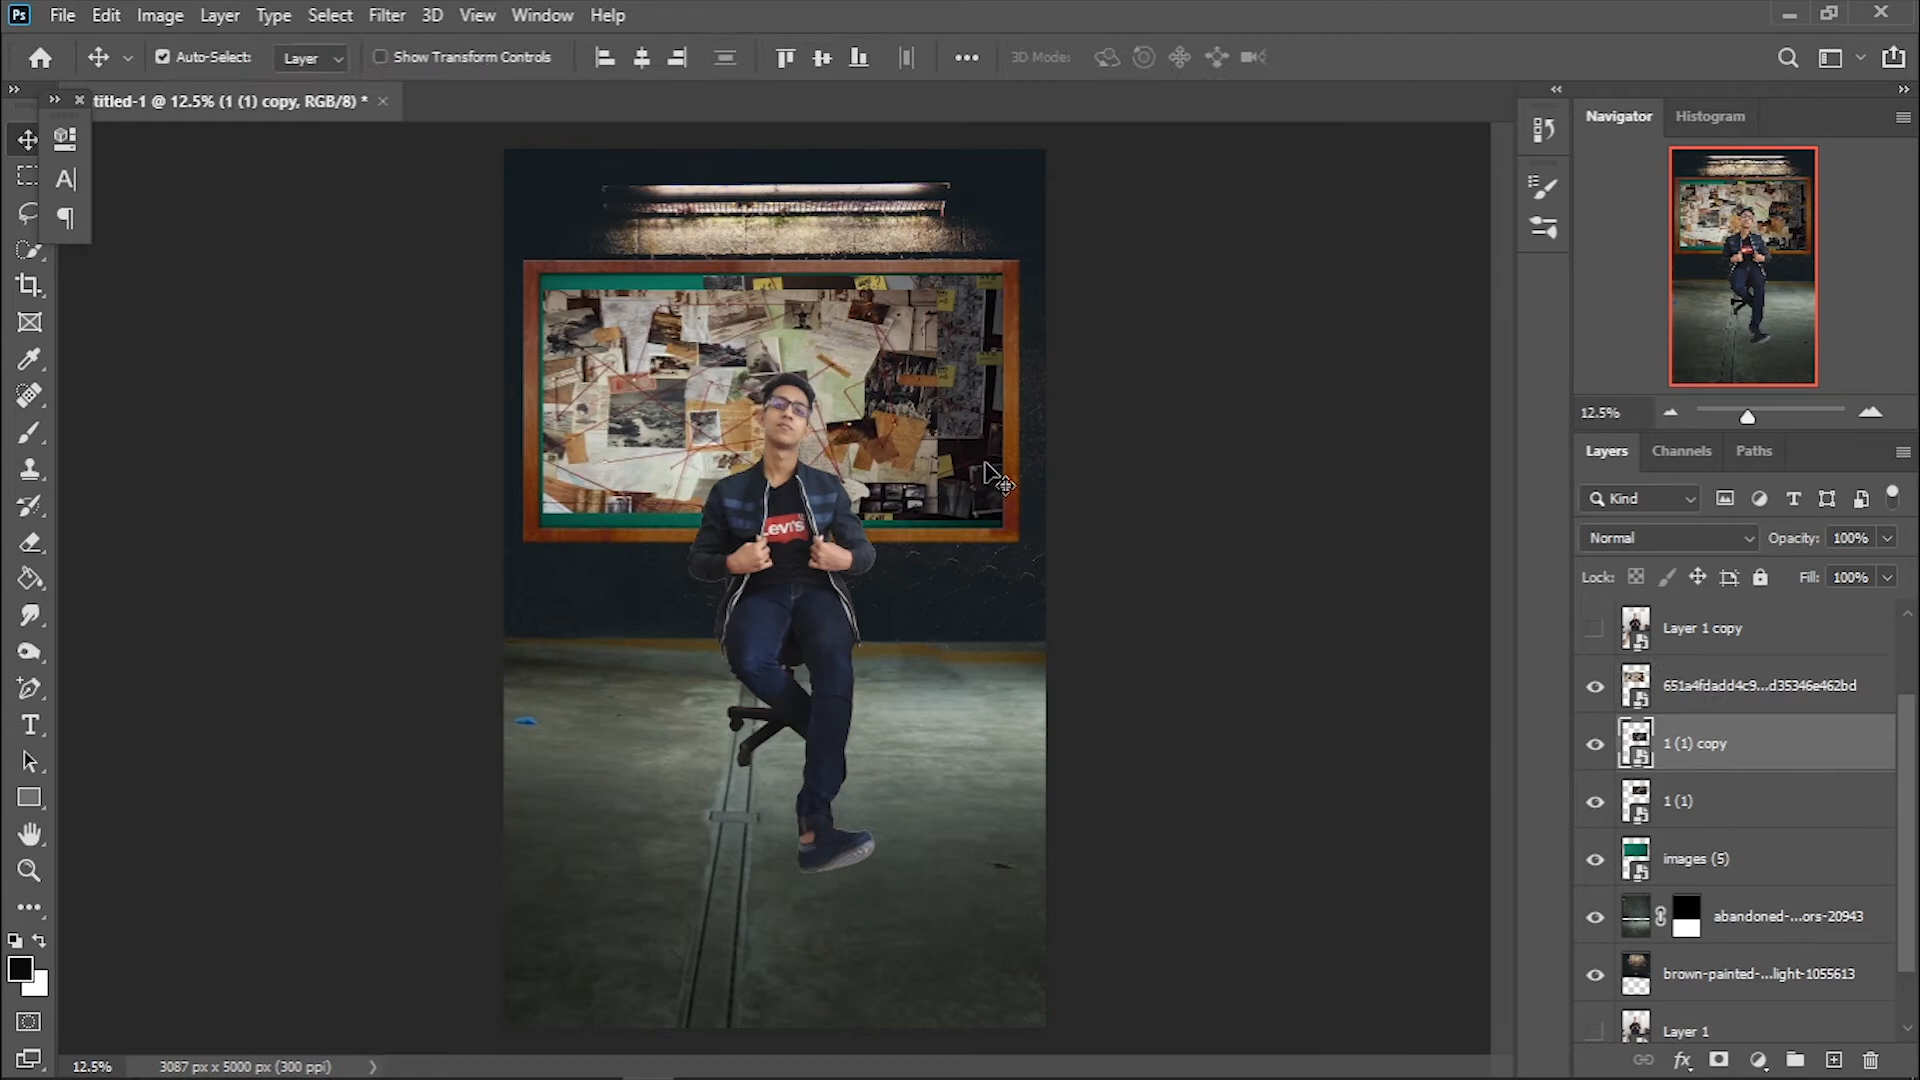 Ps File Edit Image Layer Type Select Filter 3D View Window Help
Auto-Select: Layer Show Transform Controls 3D Mode:
titled-1 @ 12.5% (1 (1) copy, RGB/8) *
Navigator Histogram
A
T
Levi's
12.5%
Layers Channels Paths
Kind T
Normal Opacity: 100%
Lock: Fill: 100%
Layer 1 copy
651a4fdadd4c9...d35346e462bd
1 (1) copy
1 (1)
images (5)
abandoned-...ors-20943
brown-painted-...light-1055613
Layer 1
fx
12.5% 3087 px x 5000 px (300 ppi)